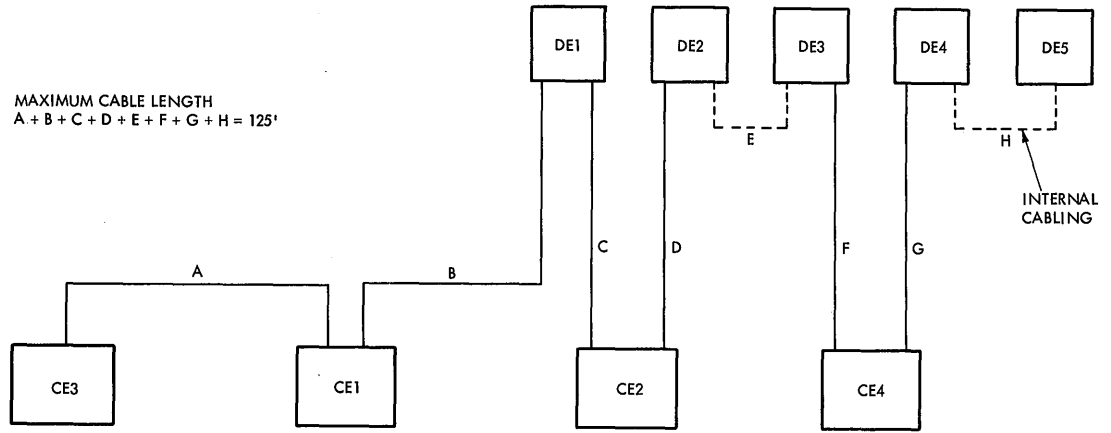 DE1
DE2
DE3
DE4
DE5
MAXIMUM CABLE LENGTH
A + B + C + D + E + F + G + H = 125'
E
H
INTERNAL
CABLING
A
B
C
D
F
G
CE3
CE1
CE2
CE4